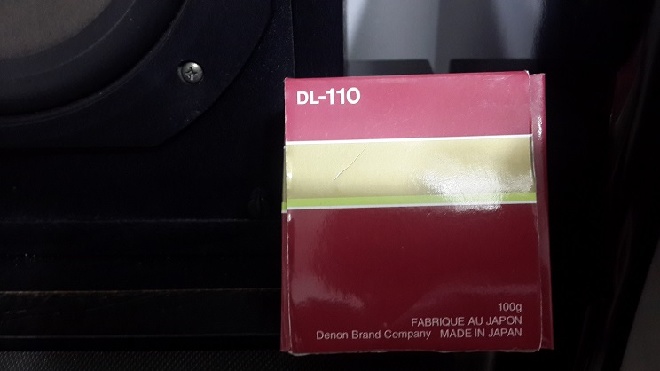 DL-110
100g
FABRIQUE AU JAPON
Denon Brand Company MADE IN JAPAN